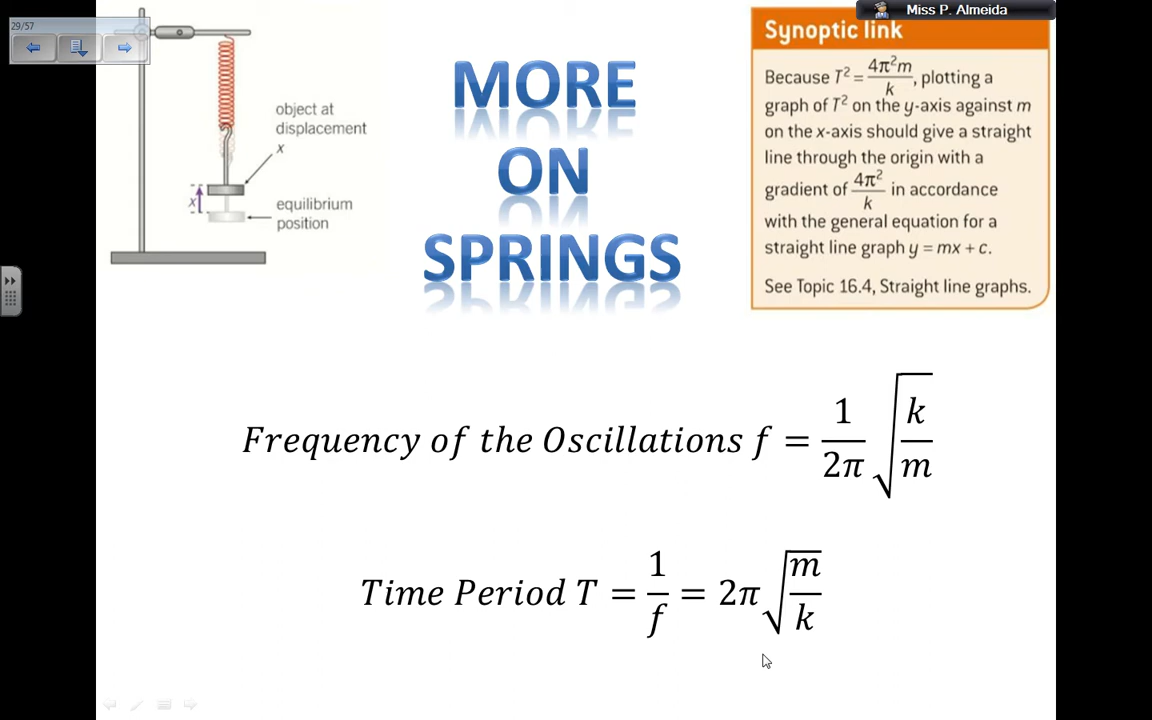 29/57
Miss P. Almeida
object at
displacement
x
x
equilibrium
position
MORE
ON
SPRINGS
Synoptic link
Because T² = 4π²m/k, plotting a
graph of T² on the y-axis against m
on the x-axis should give a straight
line through the origin with a
gradient of 4π²/k in accordance
with the general equation for a
straight line graph y = mx + c.
See Topic 16.4, Straight line graphs.
Frequency of the Oscillations f = 1/2π √k/m
Time Period T = 1/f = 2π √m/k